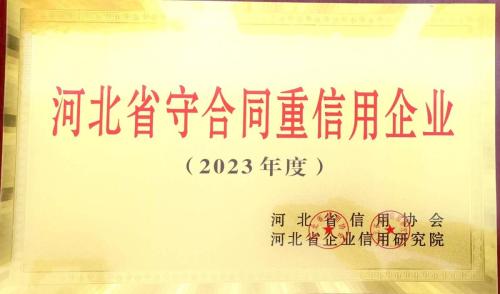 河北省守合同重信用企业
（2023年度）
河北省信用协会
河北省企业信用研究院